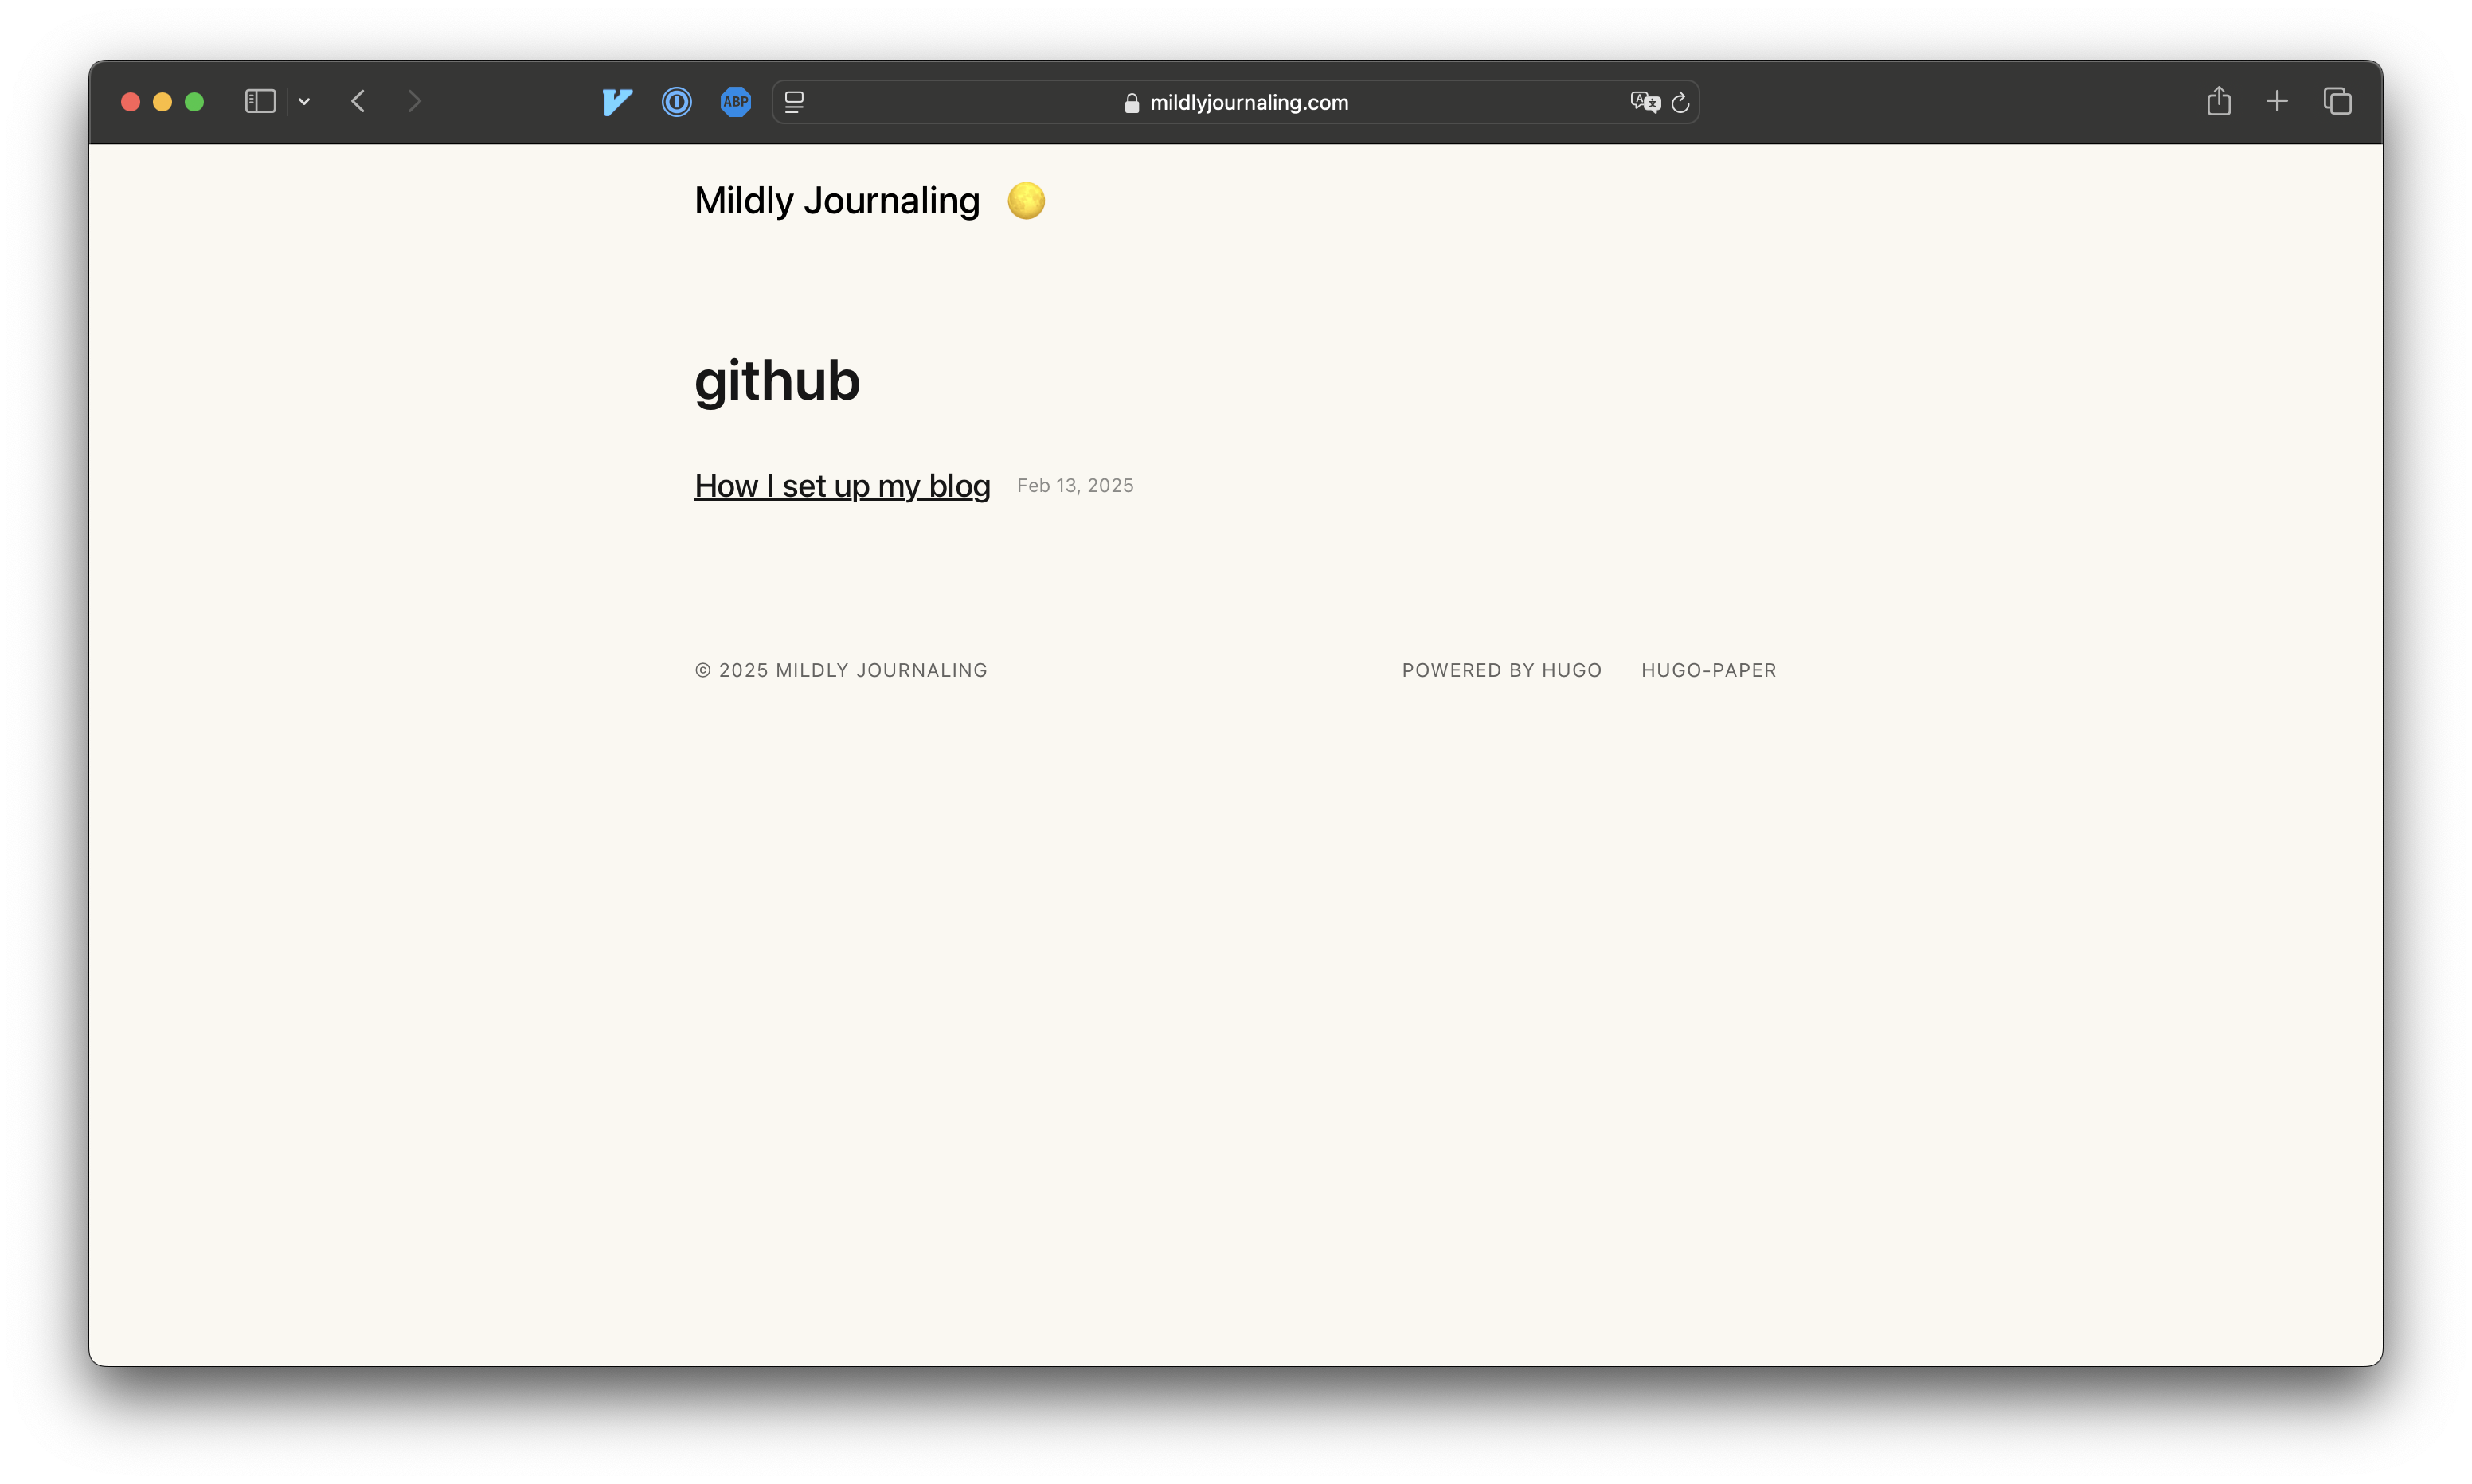 ABP
mildlyjournaling.com
Mildly Journaling
github
How I set up my blog Feb 13, 2025
© 2025 MILDLY JOURNALING POWERED BY HUGO HUGO-PAPER